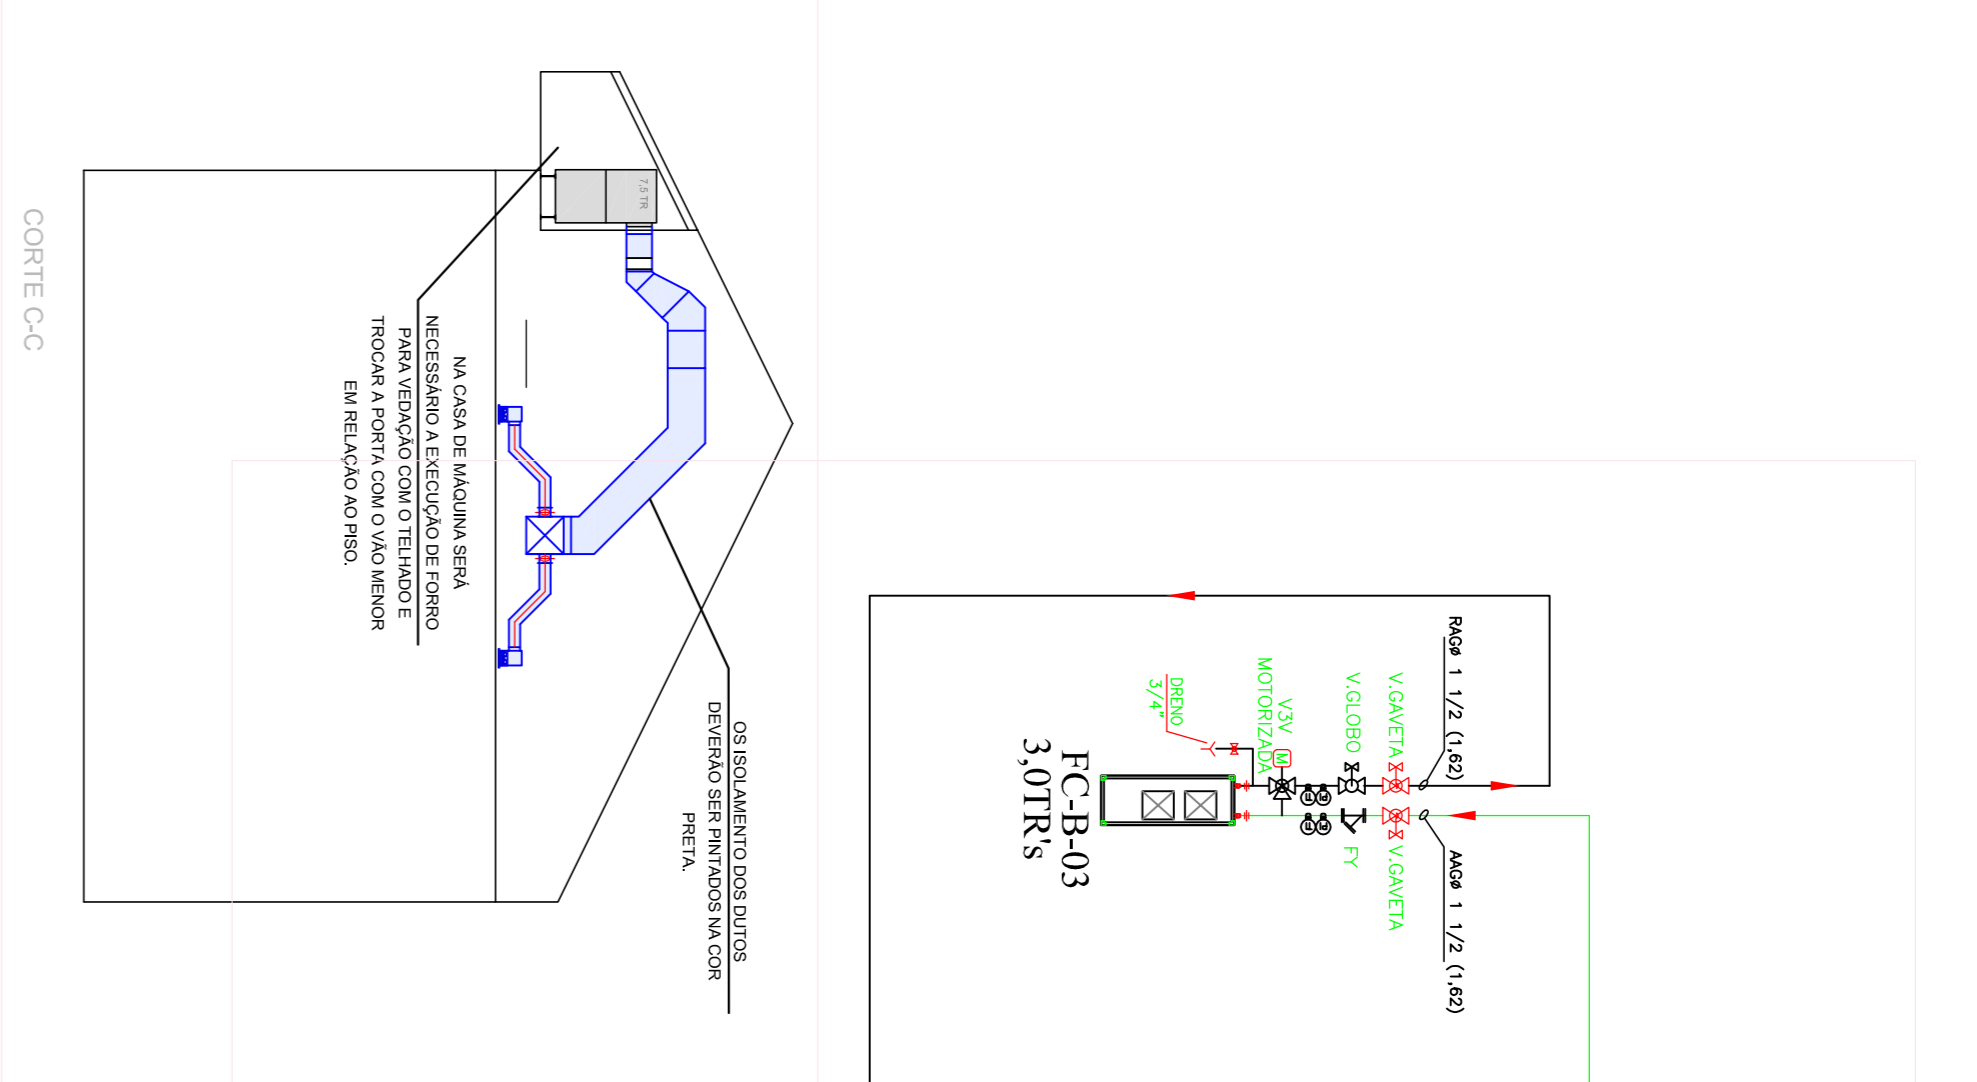 CORTE C-C
7,5 TR
NA CASA DE MÁQUINA SERÁ
NECESSÁRIO A EXECUÇÃO DE FORRO
PARA VEDAÇÃO COM O TELHADO E
TROCAR A PORTA COM O VÃO MENOR
EM RELAÇÃO AO PISO.
OS ISOLAMENTO DOS DUTOS
DEVERÃO SER PINTADOS NA COR
PRETA.
RAGø 1 1/2 (1,62)
AAGø 1 1/2 (1,62)
V.GAVETA
V.GAVETA
V.GLOBO
FY
V3V
MOTORIZADA
M
DRENO
3/4"
FC-B-03
3,0TR's